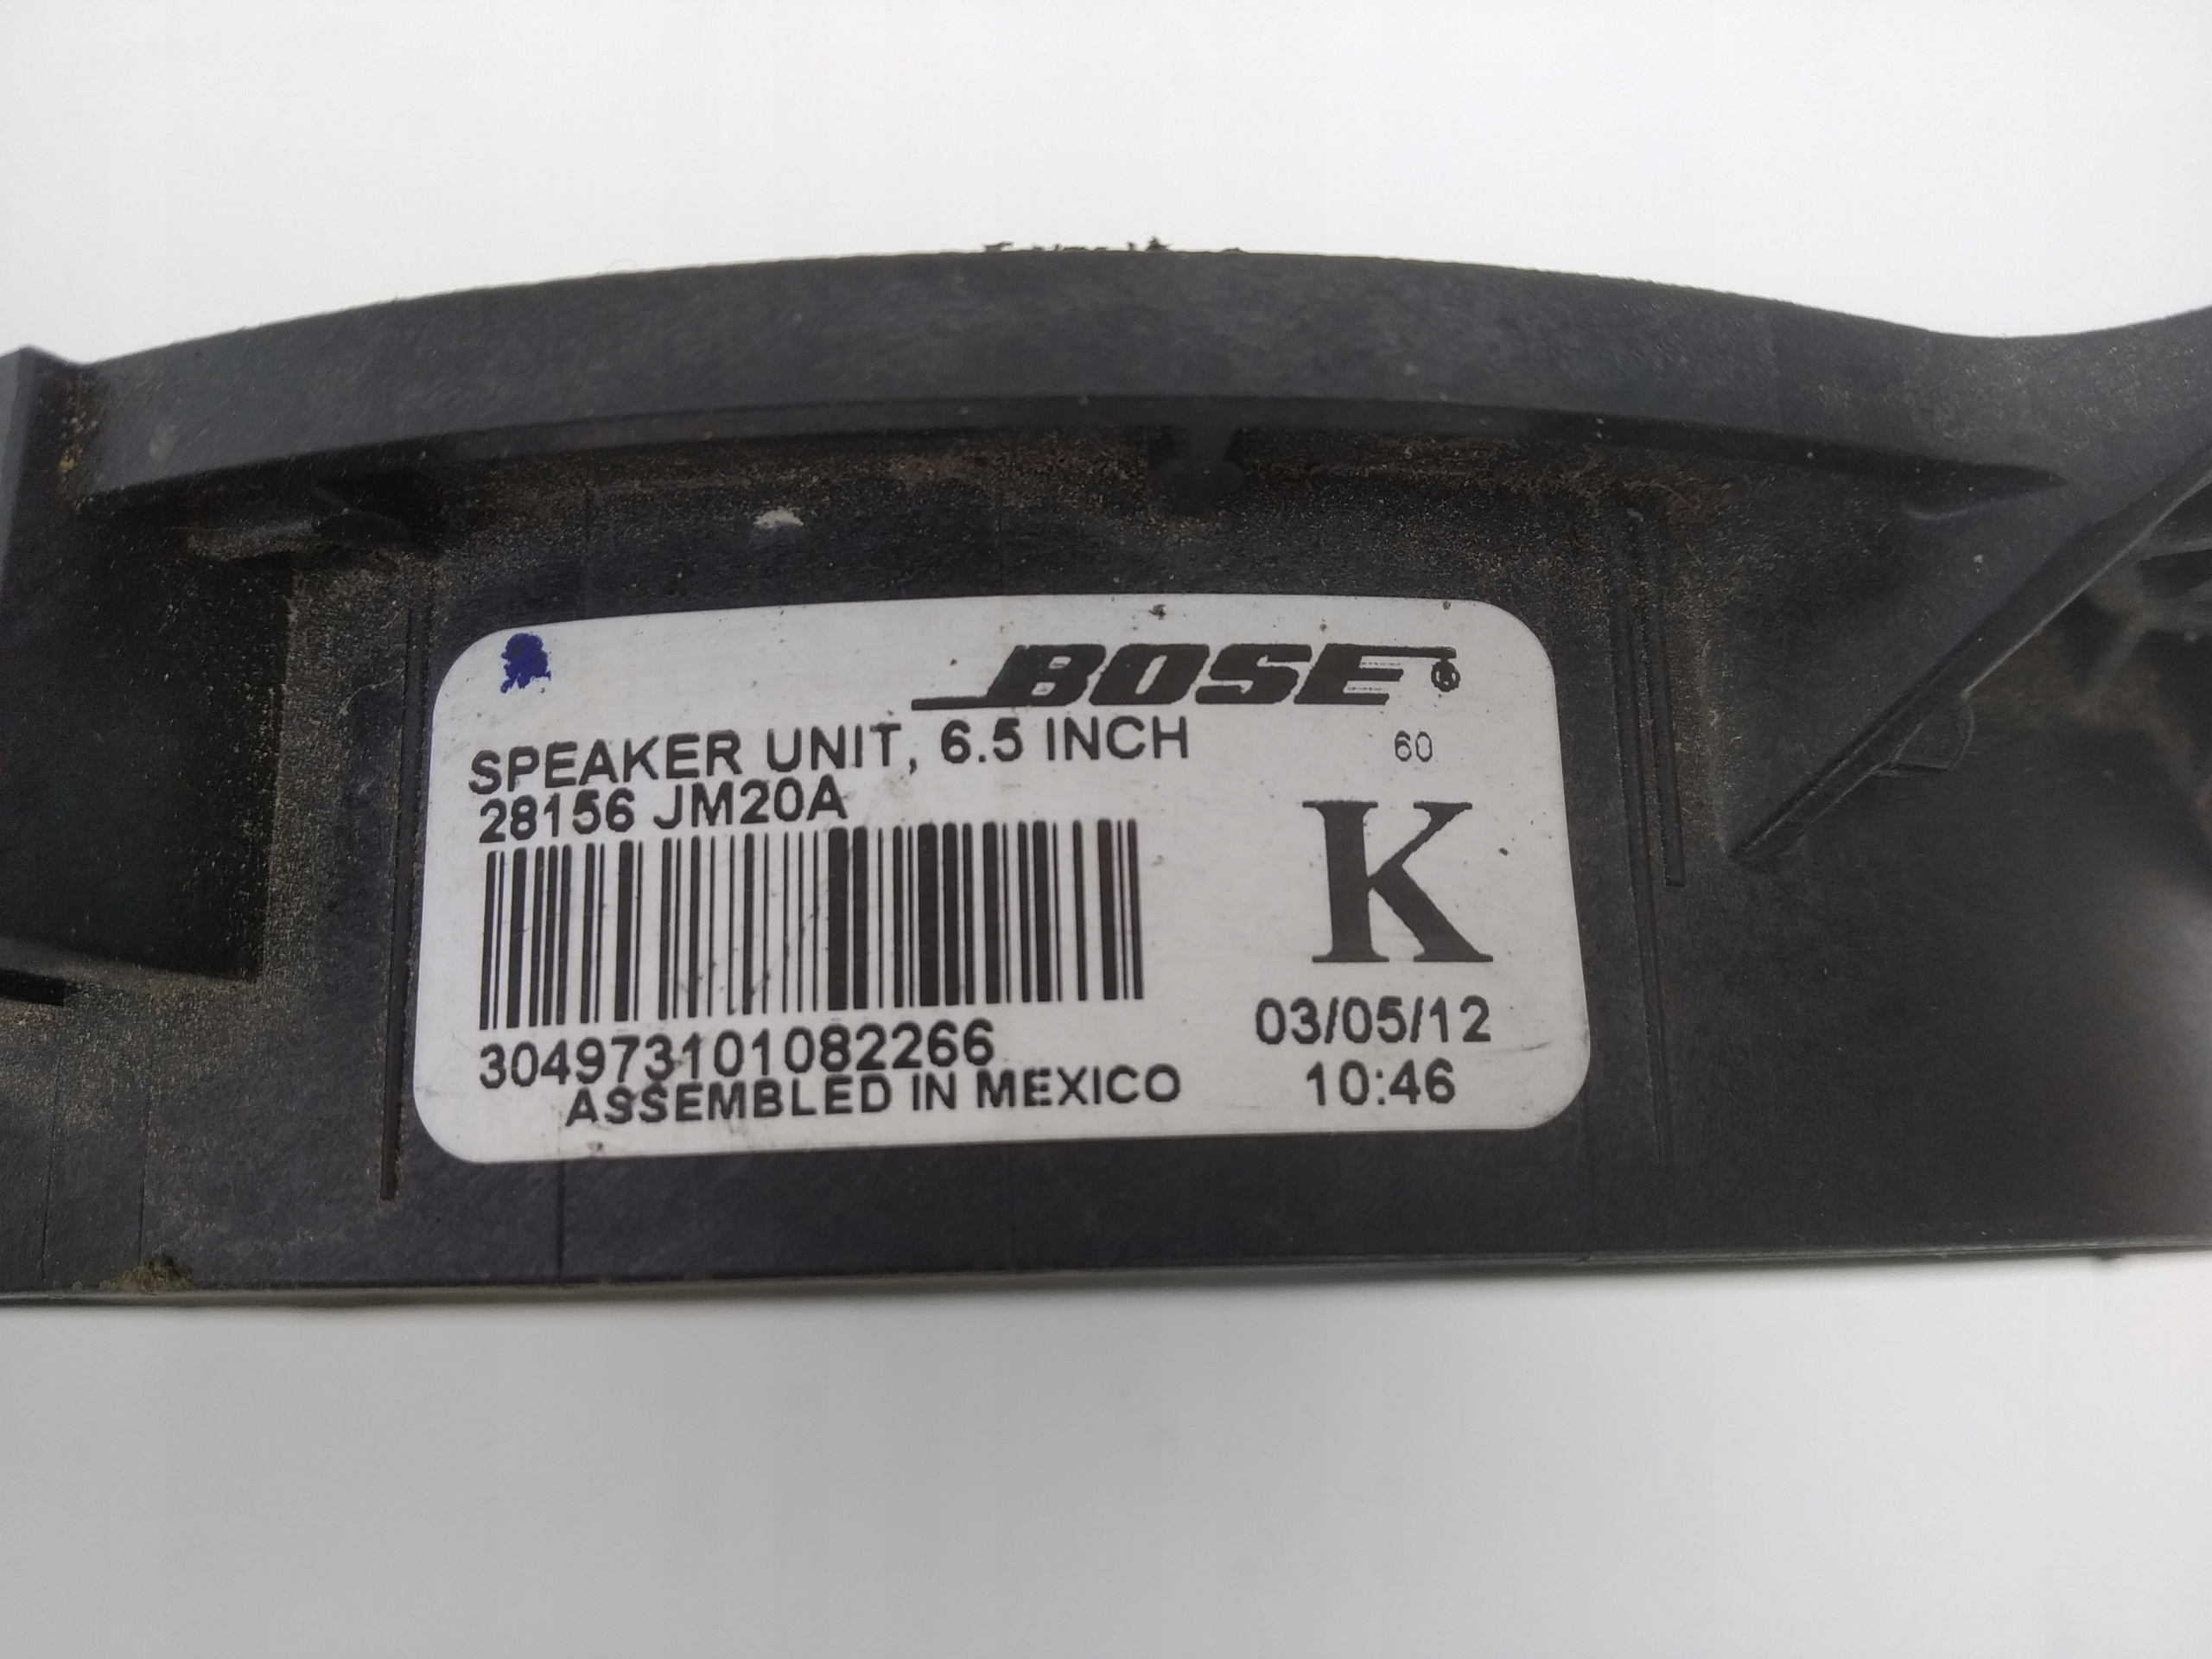 BOSE
SPEAKER UNIT, 6.5 INCH
60
28156 JM20A
K
304973101082266
03/05/12
ASSEMBLED IN MEXICO
10:46